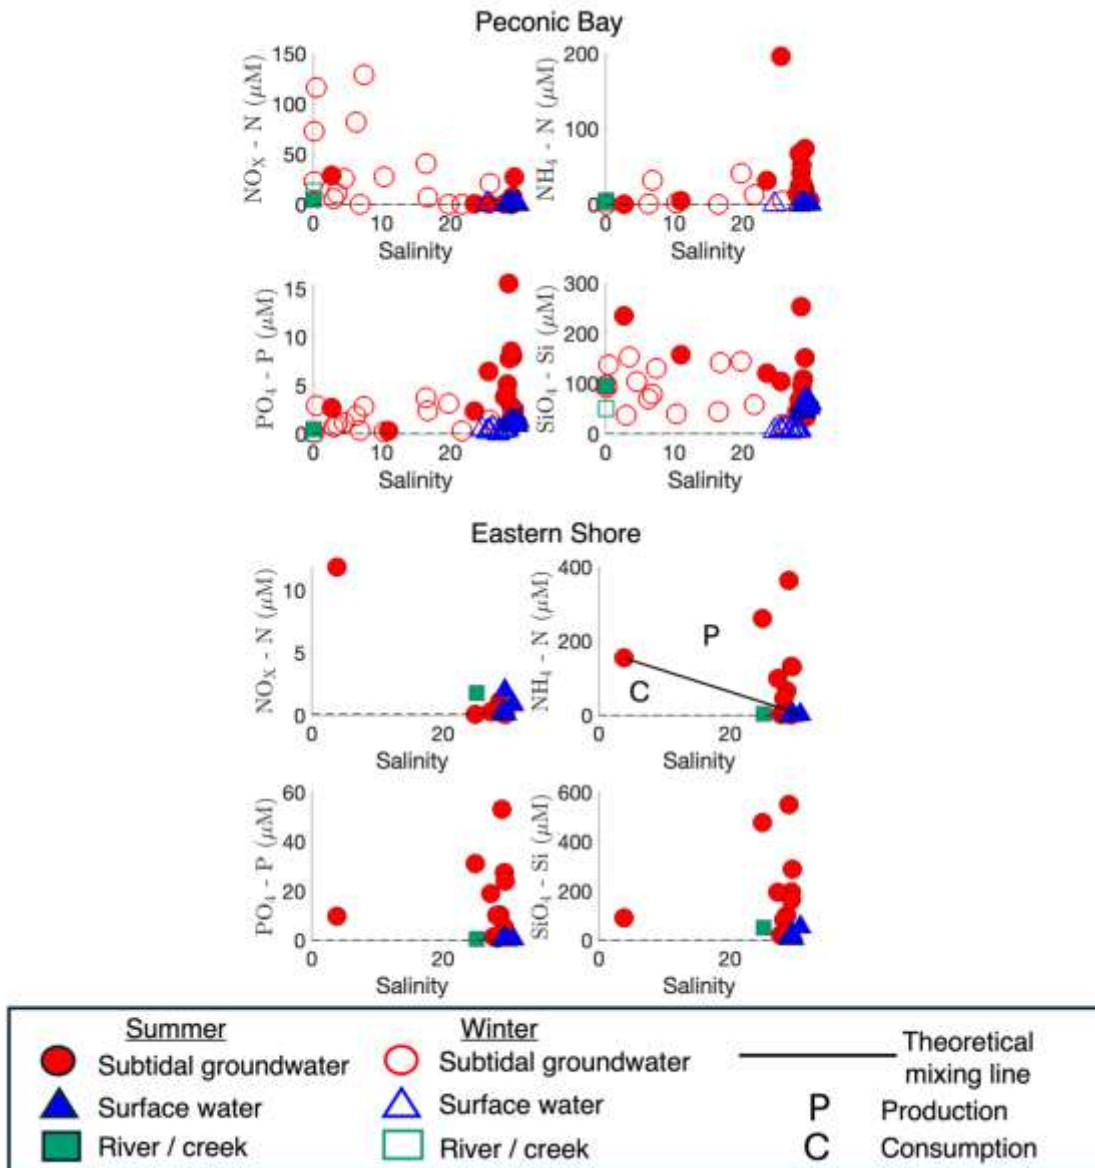 Peconic Bay
NOX - N (μM)
150
100
50
0
0 10 20
Salinity
NH4 - N (μM)
200
100
0
0 10 20
Salinity
PO4 - P (μM)
15
10
5
0
0 10 20
Salinity
SiO4 - Si (μM)
300
200
100
0
0 10 20
Salinity
Eastern Shore
NOX - N (μM)
10
5
0
0 20
Salinity
NH4 - N (μM)
400
200
0
P
C
0 20
Salinity
PO4 - P (μM)
60
40
20
0
0 20
Salinity
SiO4 - Si (μM)
600
400
200
0
0 20
Salinity
Summer
Subtidal groundwater
Surface water
River / creek
Winter
Subtidal groundwater
Surface water
River / creek
Theoretical
mixing line
P Production
C Consumption